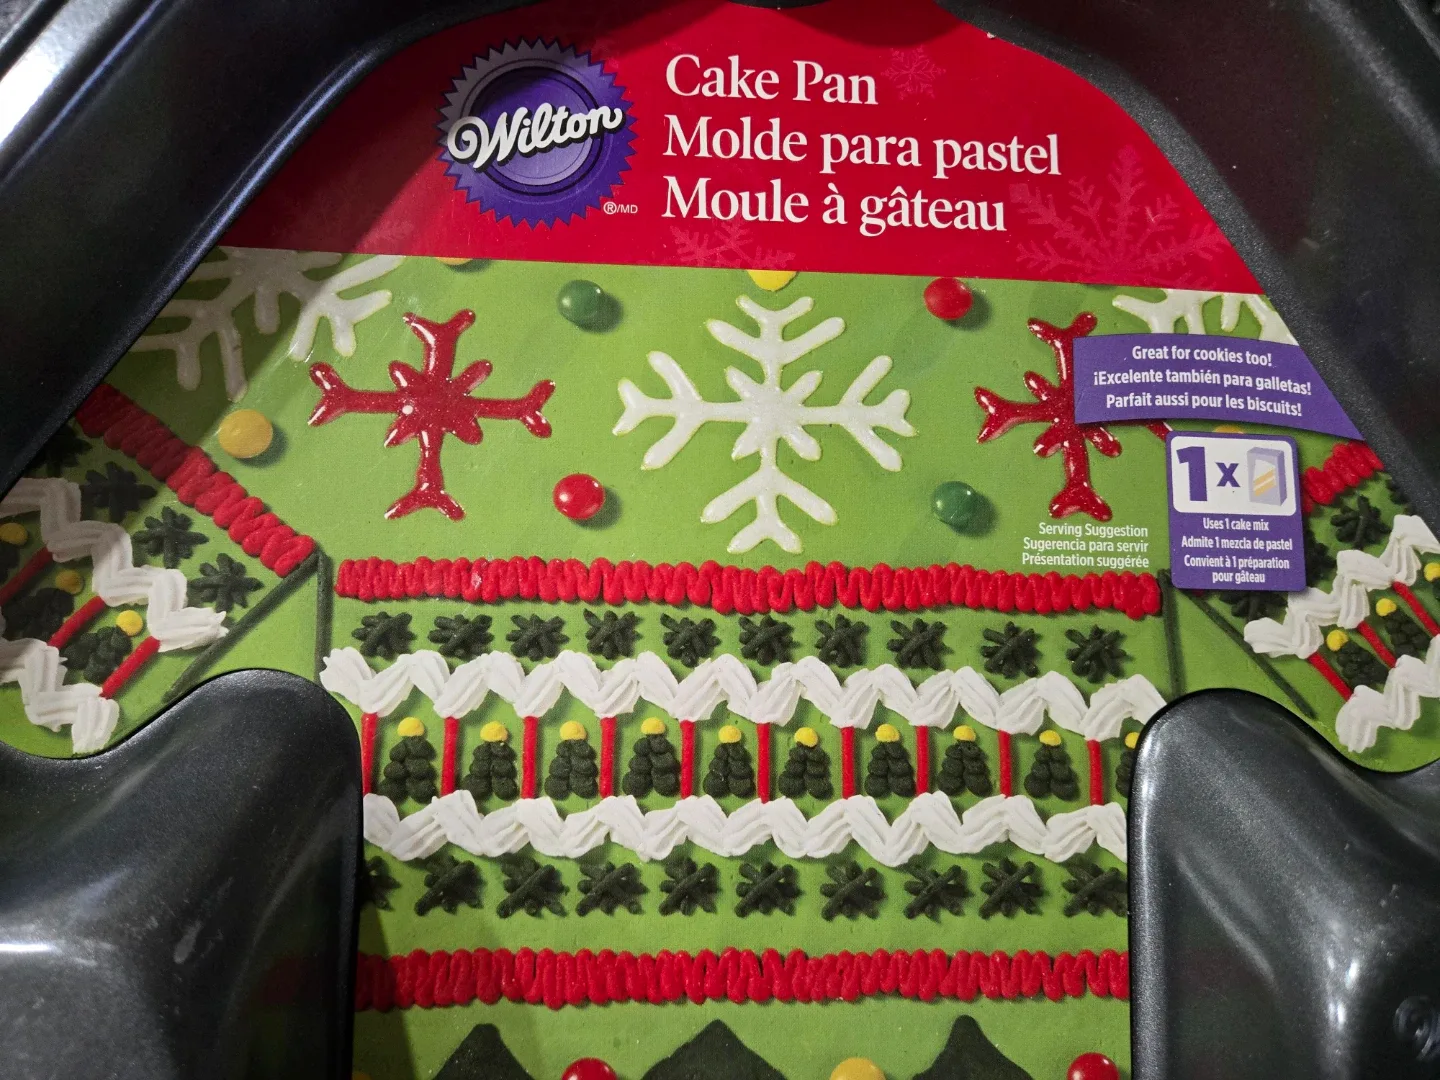 Wilton
®/MD
Cake Pan
Molde para pastel
Moule à gâteau
Great for cookies too!
¡Excelente también para galletas!
Parfait aussi pour les biscuits!
1 x
Uses 1 cake mix
Admite 1 mezcla de pastel
Convient à 1 préparation
pour gâteau
Serving Suggestion
Sugerencia para servir
Présentation suggérée